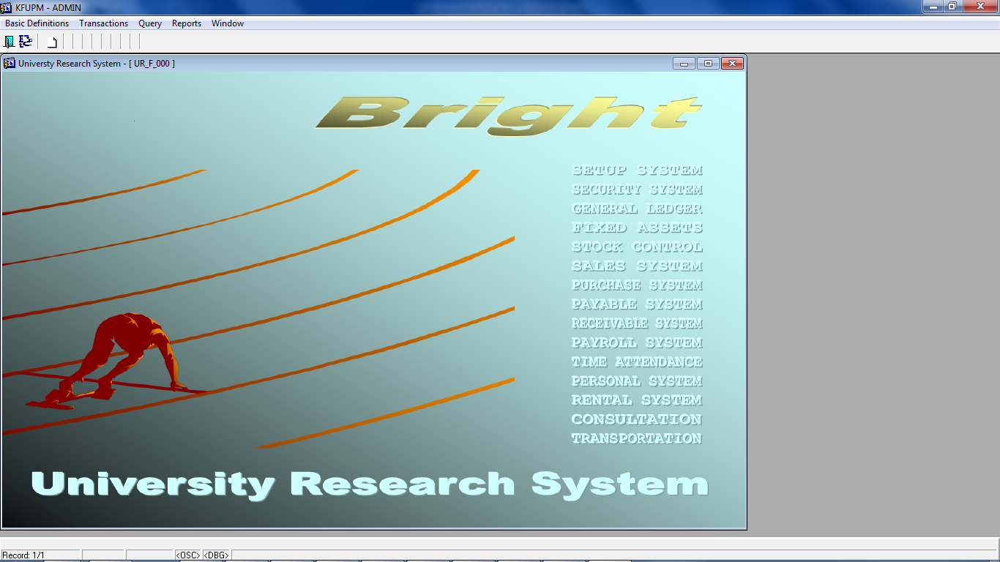 KFUPM - ADMIN
Basic Definitions Transactions Query Reports Window
Universty Research System - [ UR_F_000 ]
Bright
SETUP SYSTEM
SECURITY SYSTEM
GENERAL LEDGER
FIXED ASSETS
STOCK CONTROL
SALES SYSTEM
PURCHASE SYSTEM
PAYABLE SYSTEM
RECEIVABLE SYSTEM
PAYROLL SYSTEM
TIME ATTENDANCE
PERSONAL SYSTEM
RENTAL SYSTEM
CONSULTATION
TRANSPORTATION
University Research System
Record: 1/1 <OSC> <DBG>